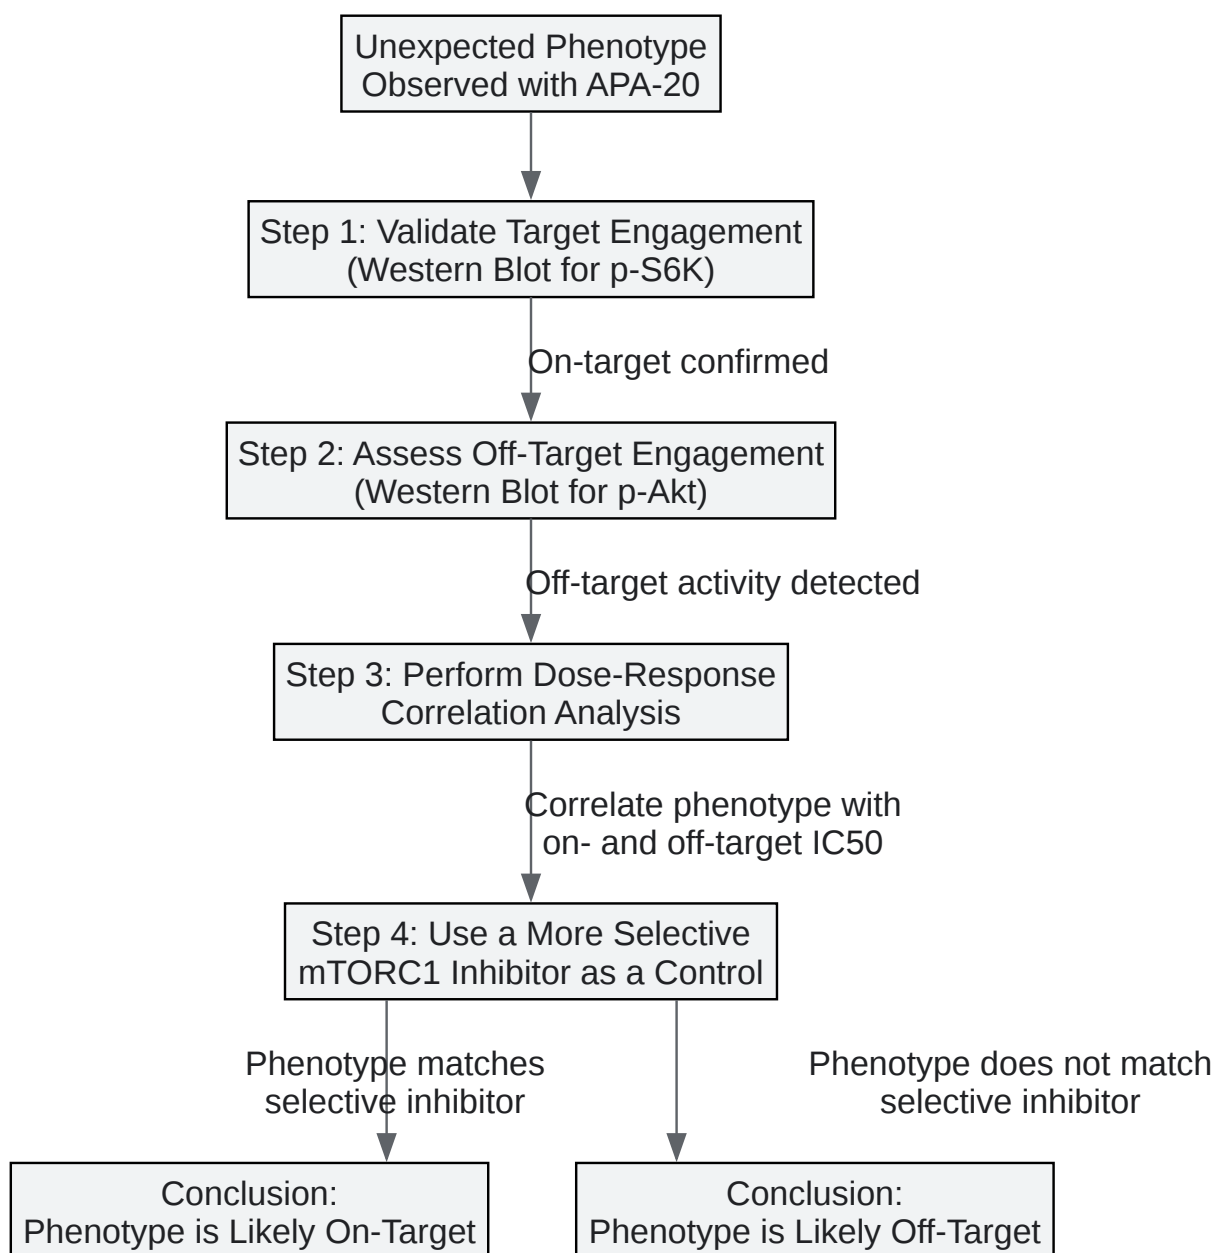 Unexpected Phenotype
Observed with APA-20
Step 1: Validate Target Engagement
(Western Blot for p-S6K)
On-target confirmed
Step 2: Assess Off-Target Engagement
(Western Blot for p-Akt)
Off-target activity detected
Step 3: Perform Dose-Response
Correlation Analysis
Correlate phenotype with
on- and off-target IC50
Step 4: Use a More Selective
mTORC1 Inhibitor as a Control
Phenotype matches
selective inhibitor
Phenotype does not match
selective inhibitor
Conclusion:
Phenotype is Likely On-Target
Conclusion:
Phenotype is Likely Off-Target